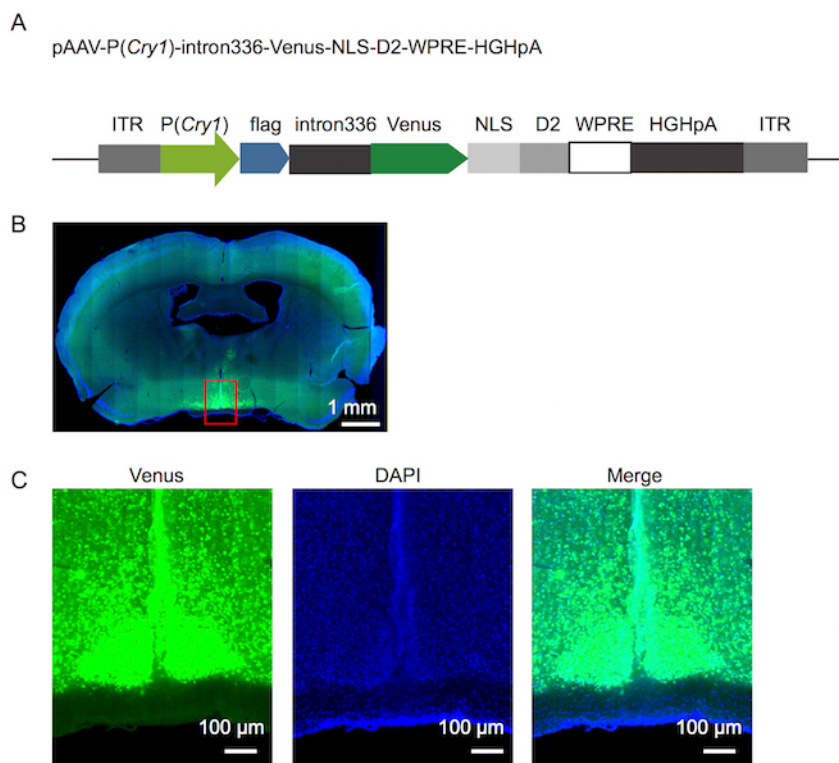 A
pAAV-P(Cry1)-intron336-Venus-NLS-D2-WPRE-HGHpA
ITR P(Cry1) flag intron336 Venus NLS D2 WPRE HGHpA ITR
B
1 mm
C
Venus DAPI Merge
100 µm 100 µm 100 µm